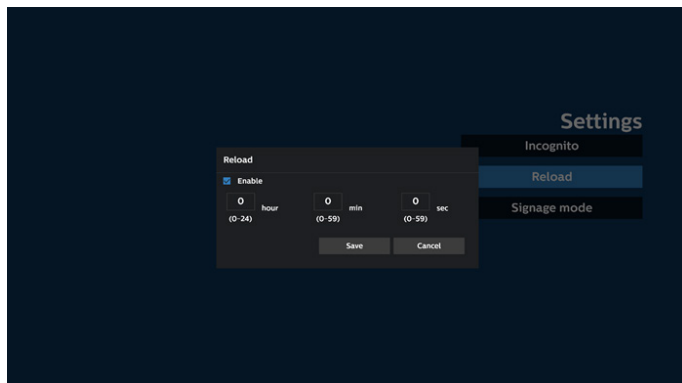 Settings
Incognito
Reload
Signage mode
Reload
Enable
0 hour 0 min 0 sec
(0-24) (0-59) (0-59)
Save Cancel